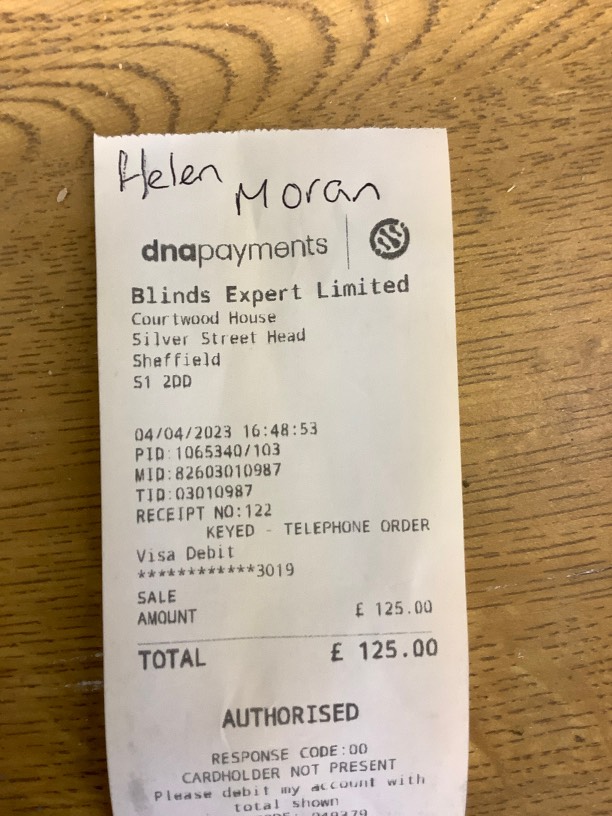 Helen Moran
dnapayments
Blinds Expert Limited
Courtwood House
Silver Street Head
Sheffield
S1 2DD
04/04/2023 16:48:53
PID:1065340/103
MID:82603010987
TID:03010987
RECEIPT NO:122
KEYED - TELEPHONE ORDER
Visa Debit
************3019
SALE
AMOUNT £ 125.00
TOTAL £ 125.00
AUTHORISED
RESPONSE CODE:00
CARDHOLDER NOT PRESENT
Please debit my account with
total shown